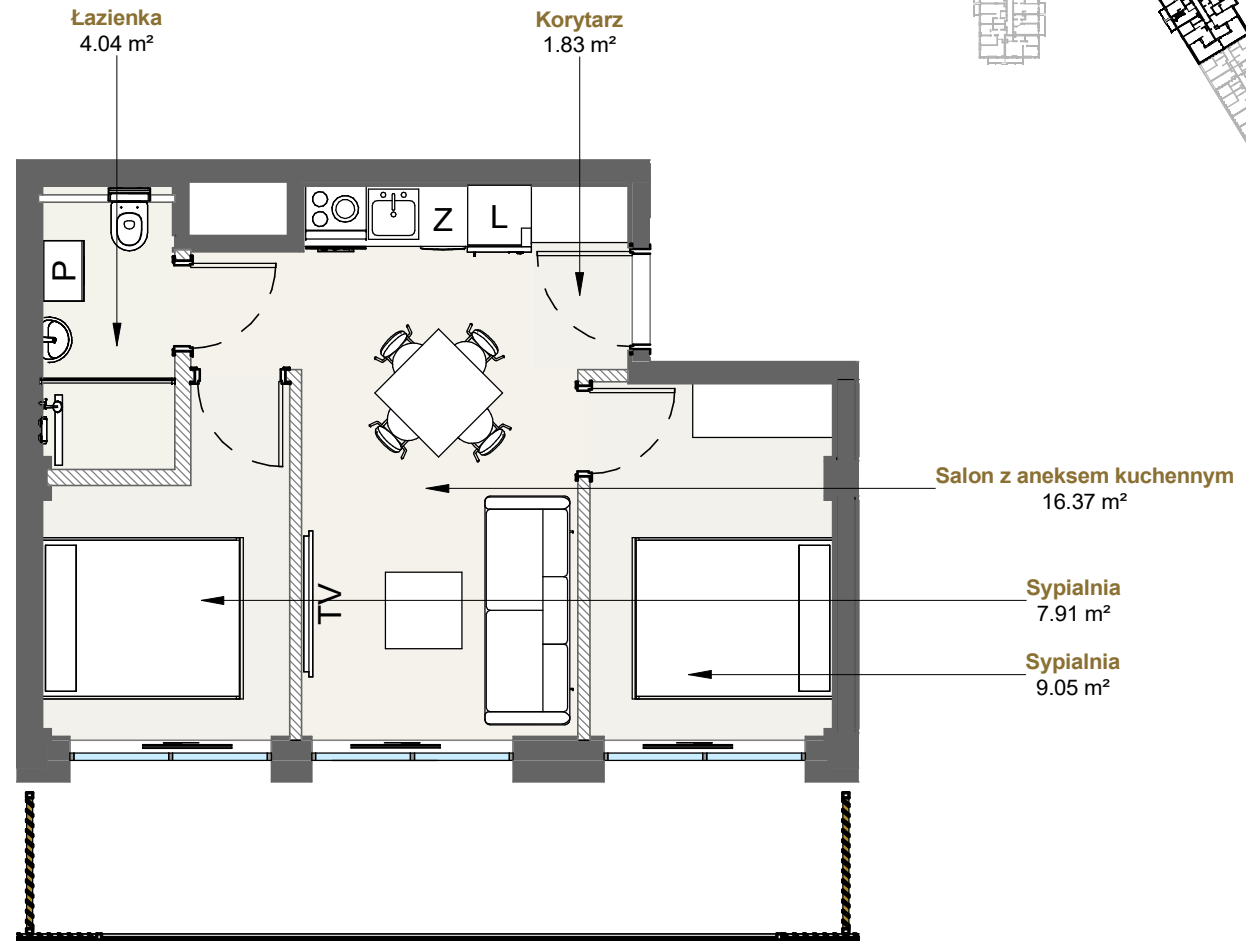 Łazienka
4.04 m²
Korytarz
1.83 m²
Z
L
P
Salon z aneksem kuchennym
16.37 m²
TV
Sypialnia
7.91 m²
Sypialnia
9.05 m²